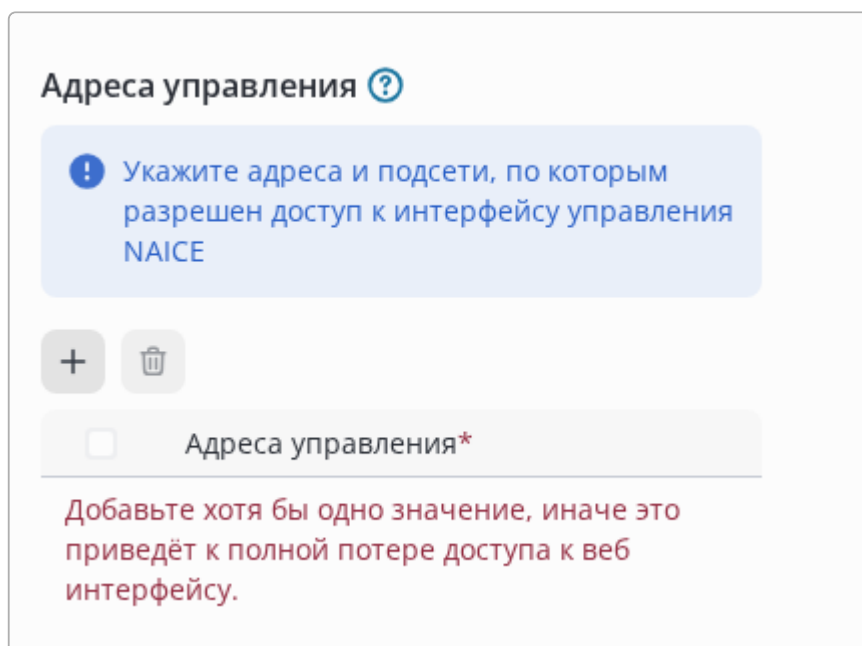 Адреса управления
Укажите адреса и подсети, по которым
разрешен доступ к интерфейсу управления
NAICE
Адреса управления*
Добавьте хотя бы одно значение, иначе это
приведёт к полной потере доступа к веб
интерфейсу.